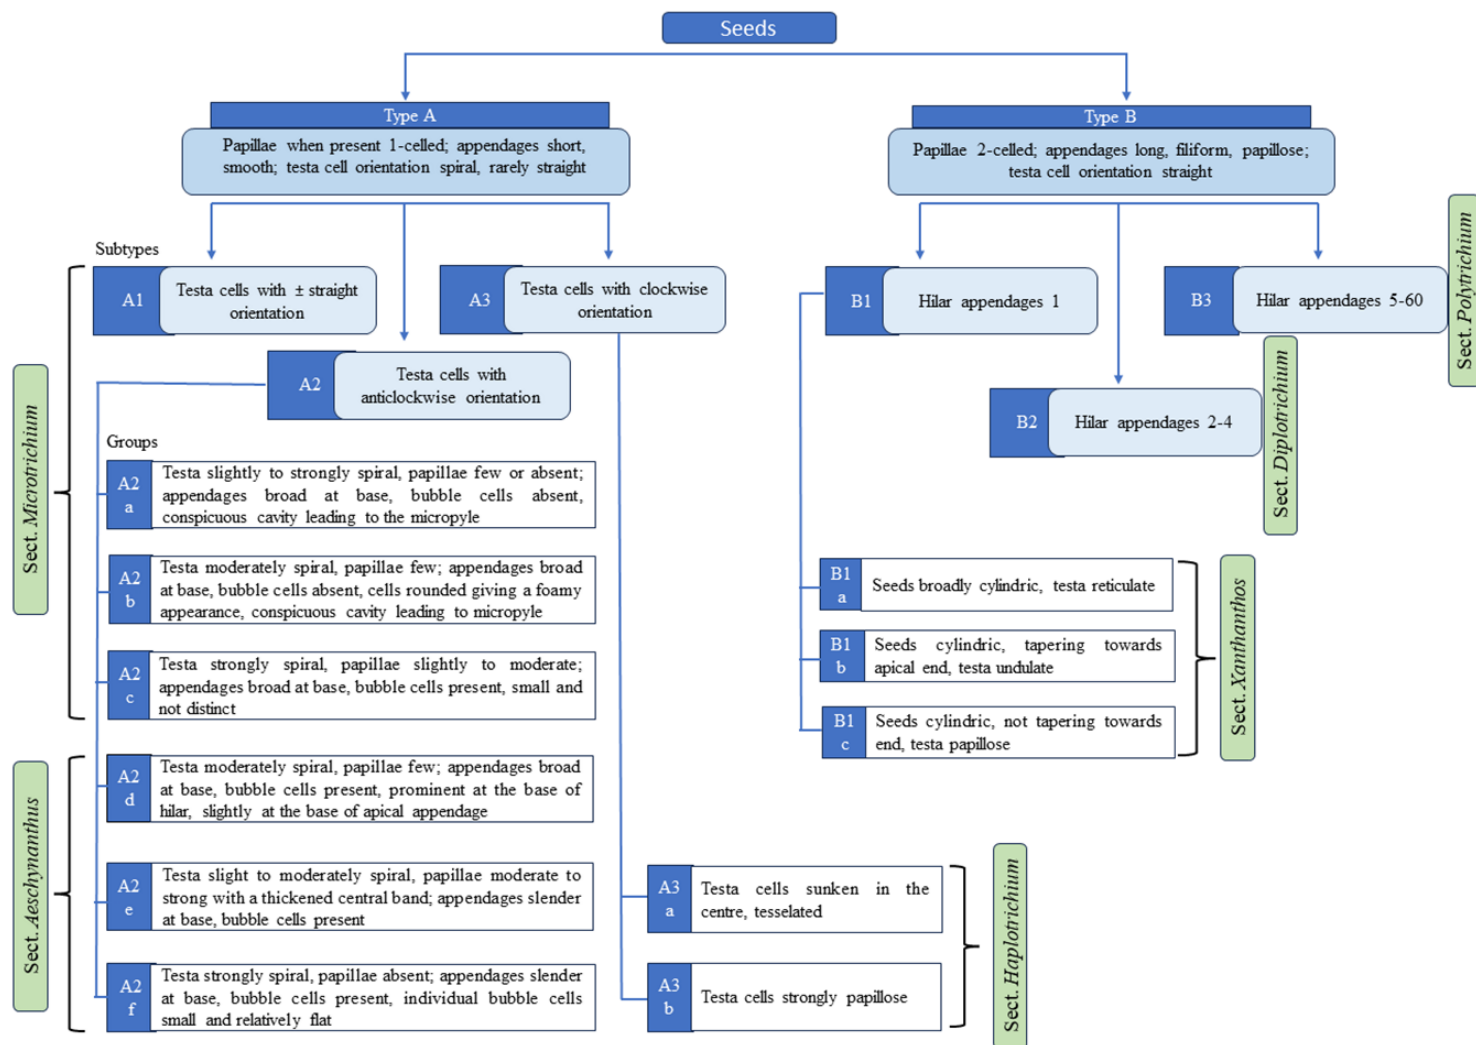 Seeds
Type A
Papillae when present 1-celled; appendages short,
smooth; testa cell orientation spiral, rarely straight
Type B
Papillae 2-celled; appendages long, filiform, papillose;
testa cell orientation straight
Subtypes
A1
Testa cells with ± straight
orientation
A3
Testa cells with clockwise
orientation
A2
Testa cells with
anticlockwise orientation
B1
Hilar appendages 1
B3
Hilar appendages 5-60
Sect. Polytrichium
B2
Hilar appendages 2-4
Sect. Diplotrichium
Sect. Microtrichium
Groups
A2
a
Testa slightly to strongly spiral, papillae few or absent;
appendages broad at base, bubble cells absent,
conspicuous cavity leading to the micropyle
A2
b
Testa moderately spiral, papillae few; appendages broad
at base, bubble cells absent, cells rounded giving a foamy
appearance, conspicuous cavity leading to micropyle
A2
c
Testa strongly spiral, papillae slightly to moderate;
appendages broad at base, bubble cells present, small and
not distinct
Sect. Aeschynanthus
A2
d
Testa moderately spiral, papillae few; appendages broad
at base, bubble cells present, prominent at the base of
hilar, slightly at the base of apical appendage
A2
e
Testa slight to moderately spiral, papillae moderate to
strong with a thickened central band; appendages slender
at base, bubble cells present
A2
f
Testa strongly spiral, papillae absent; appendages slender
at base, bubble cells present, individual bubble cells
small and relatively flat
A3
a
Testa cells sunken in the
centre, tesselated
A3
b
Testa cells strongly papillose
Sect. Haplotrichium
B1
a
Seeds broadly cylindric, testa reticulate
B1
b
Seeds cylindric, tapering towards
apical end, testa undulate
B1
c
Seeds cylindric, not tapering towards
end, testa papillose
Sect. Xanthanthos